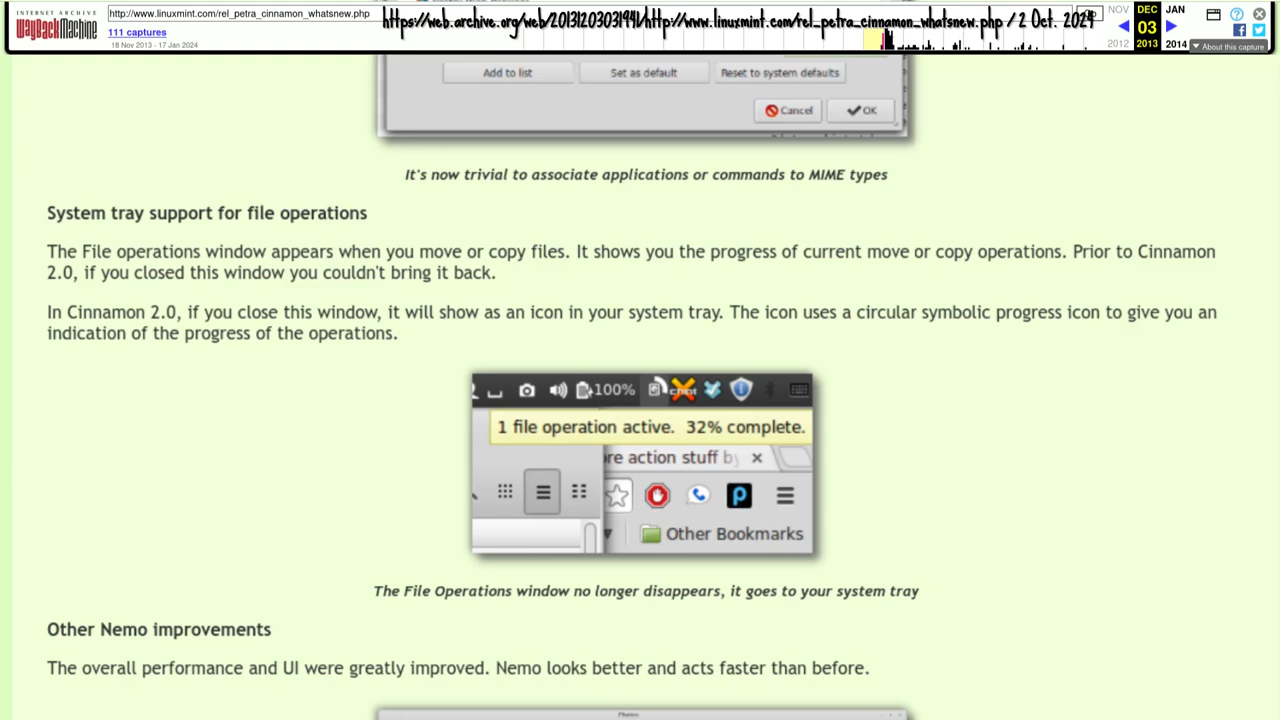 INTERNET ARCHIVE
WayBackMachine
http://www.linuxmint.com/rel_petra_cinnamon_whatsnew.php
111 captures
18 Nov 2013 - 17 Jan 2024
https://web.archive.org/web/20131203031941/http://www.linuxmint.com/rel_petra_cinnamon_whatsnew.php / 2 Oct. 2024
NOV DEC JAN
03
2012 2013 2014
About this capture
Add to list Set as default Reset to system defaults
Cancel OK
It's now trivial to associate applications or commands to MIME types
System tray support for file operations
The File operations window appears when you move or copy files. It shows you the progress of current move or copy operations. Prior to Cinnamon
2.0, if you closed this window you couldn't bring it back.
In Cinnamon 2.0, if you close this window, it will show as an icon in your system tray. The icon uses a circular symbolic progress icon to give you an
indication of the progress of the operations.
100%
1 file operation active. 32% complete.
re action stuff by
Other Bookmarks
The File Operations window no longer disappears, it goes to your system tray
Other Nemo improvements
The overall performance and UI were greatly improved. Nemo looks better and acts faster than before.